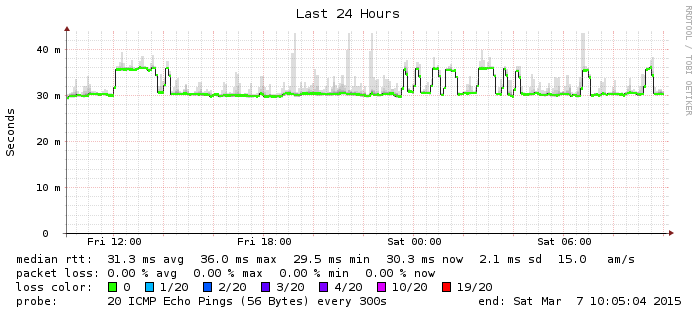 Last 24 Hours
RRDTOOL / TOBI OETIKER
Seconds
40 m
30 m
20 m
10 m
0
Fri 12:00 Fri 18:00 Sat 00:00 Sat 06:00
median rtt: 31.3 ms avg 36.0 ms max 29.5 ms min 30.3 ms now 2.1 ms sd 15.0 am/s
packet loss: 0.00 % avg 0.00 % max 0.00 % min 0.00 % now
loss color: 0 1/20 2/20 3/20 4/20 10/20 19/20
probe: 20 ICMP Echo Pings (56 Bytes) every 300s end: Sat Mar 7 10:05:04 2015